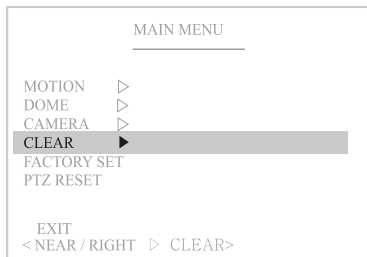 MAIN MENU
MOTION ▷
DOME ▷
CAMERA ▷
CLEAR ▶
FACTORY SET
PTZ RESET
EXIT
< NEAR / RIGHT ▷ CLEAR>